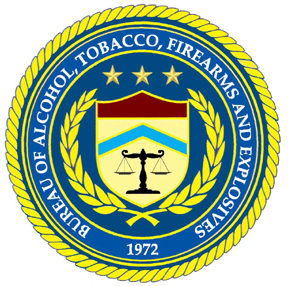 BUREAU OF ALCOHOL, TOBACCO, FIREARMS AND EXPLOSIVES
1972